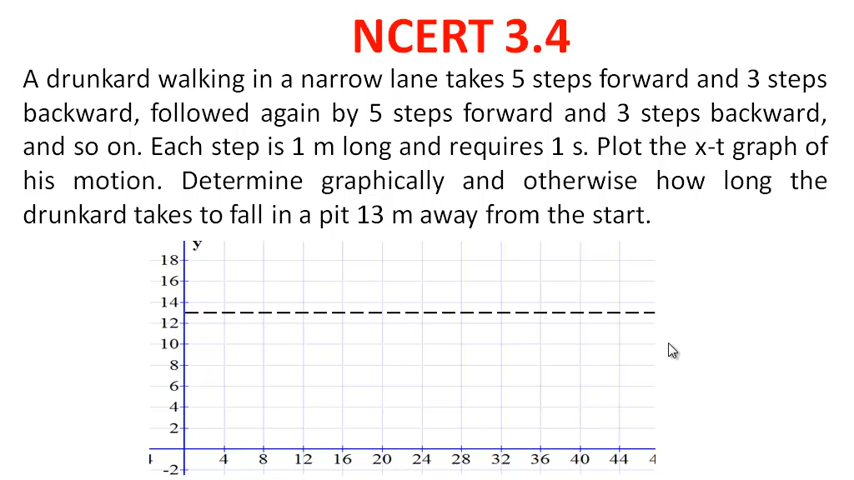 NCERT 3.4
A drunkard walking in a narrow lane takes 5 steps forward and 3 steps
backward, followed again by 5 steps forward and 3 steps backward,
and so on. Each step is 1 m long and requires 1 s. Plot the x-t graph of
his motion. Determine graphically and otherwise how long the
drunkard takes to fall in a pit 13 m away from the start.
y
18
16
14
12
10
8
6
4
2
4 8 12 16 20 24 28 32 36 40 44 4
-2